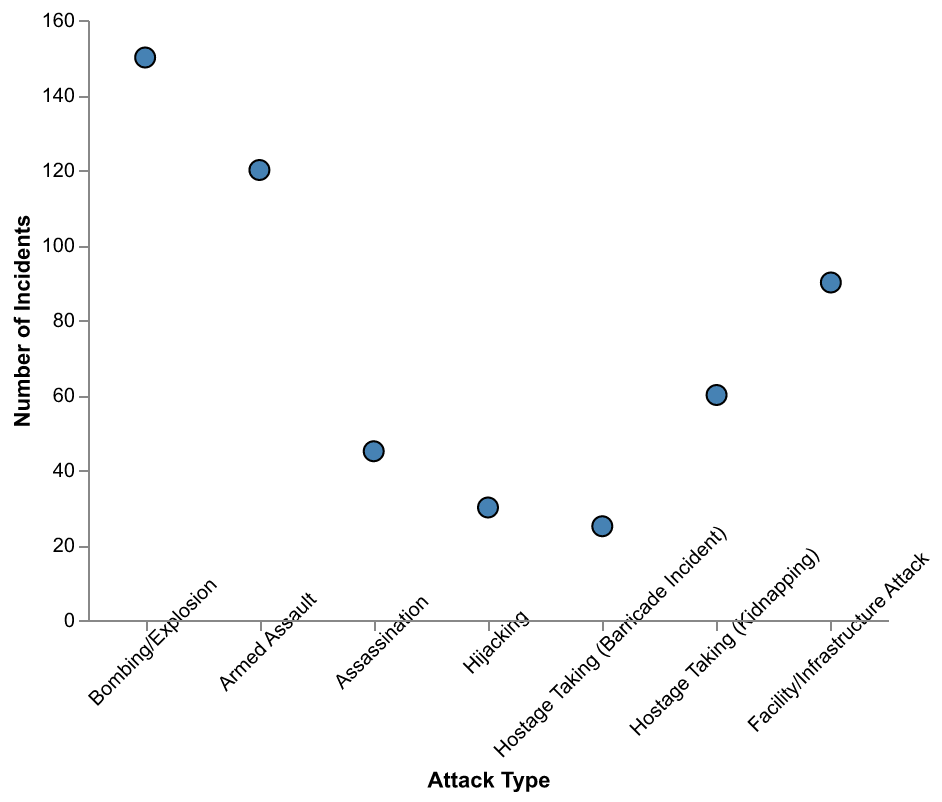 160
140
120
100
80
60
40
20
0
Number of Incidents
Bombing/Explosion
Armed Assault
Assassination
Hijacking
Hostage Taking (Barricade Incident)
Hostage Taking (Kidnapping)
Facility/Infrastructure Attack
Attack Type